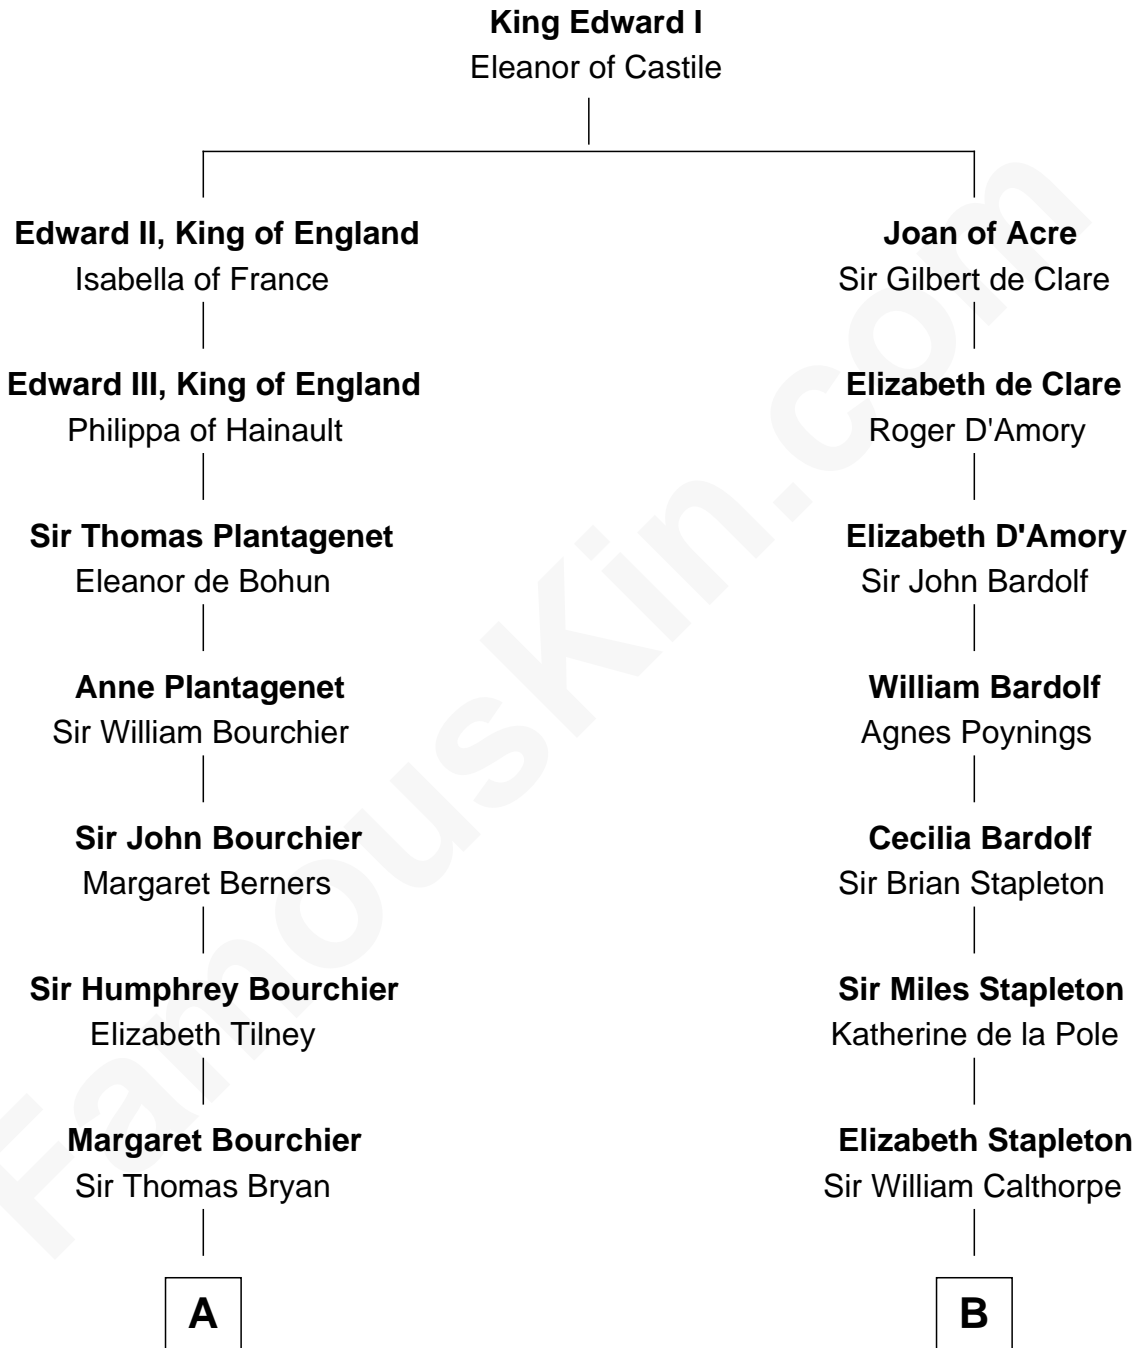 King Edward I
Eleanor of Castile
Edward II, King of England
Isabella of France
Edward III, King of England
Philippa of Hainault
Sir Thomas Plantagenet
Eleanor de Bohun
Anne Plantagenet
Sir William Bourchier
Sir John Bourchier
Margaret Berners
Sir Humphrey Bourchier
Elizabeth Tilney
Margaret Bourchier
Sir Thomas Bryan
A
Joan of Acre
Sir Gilbert de Clare
Elizabeth de Clare
Roger D'Amory
Elizabeth D'Amory
Sir John Bardolf
William Bardolf
Agnes Poynings
Cecilia Bardolf
Sir Brian Stapleton
Sir Miles Stapleton
Katherine de la Pole
Elizabeth Stapleton
Sir William Calthorpe
B
FamousKin.com